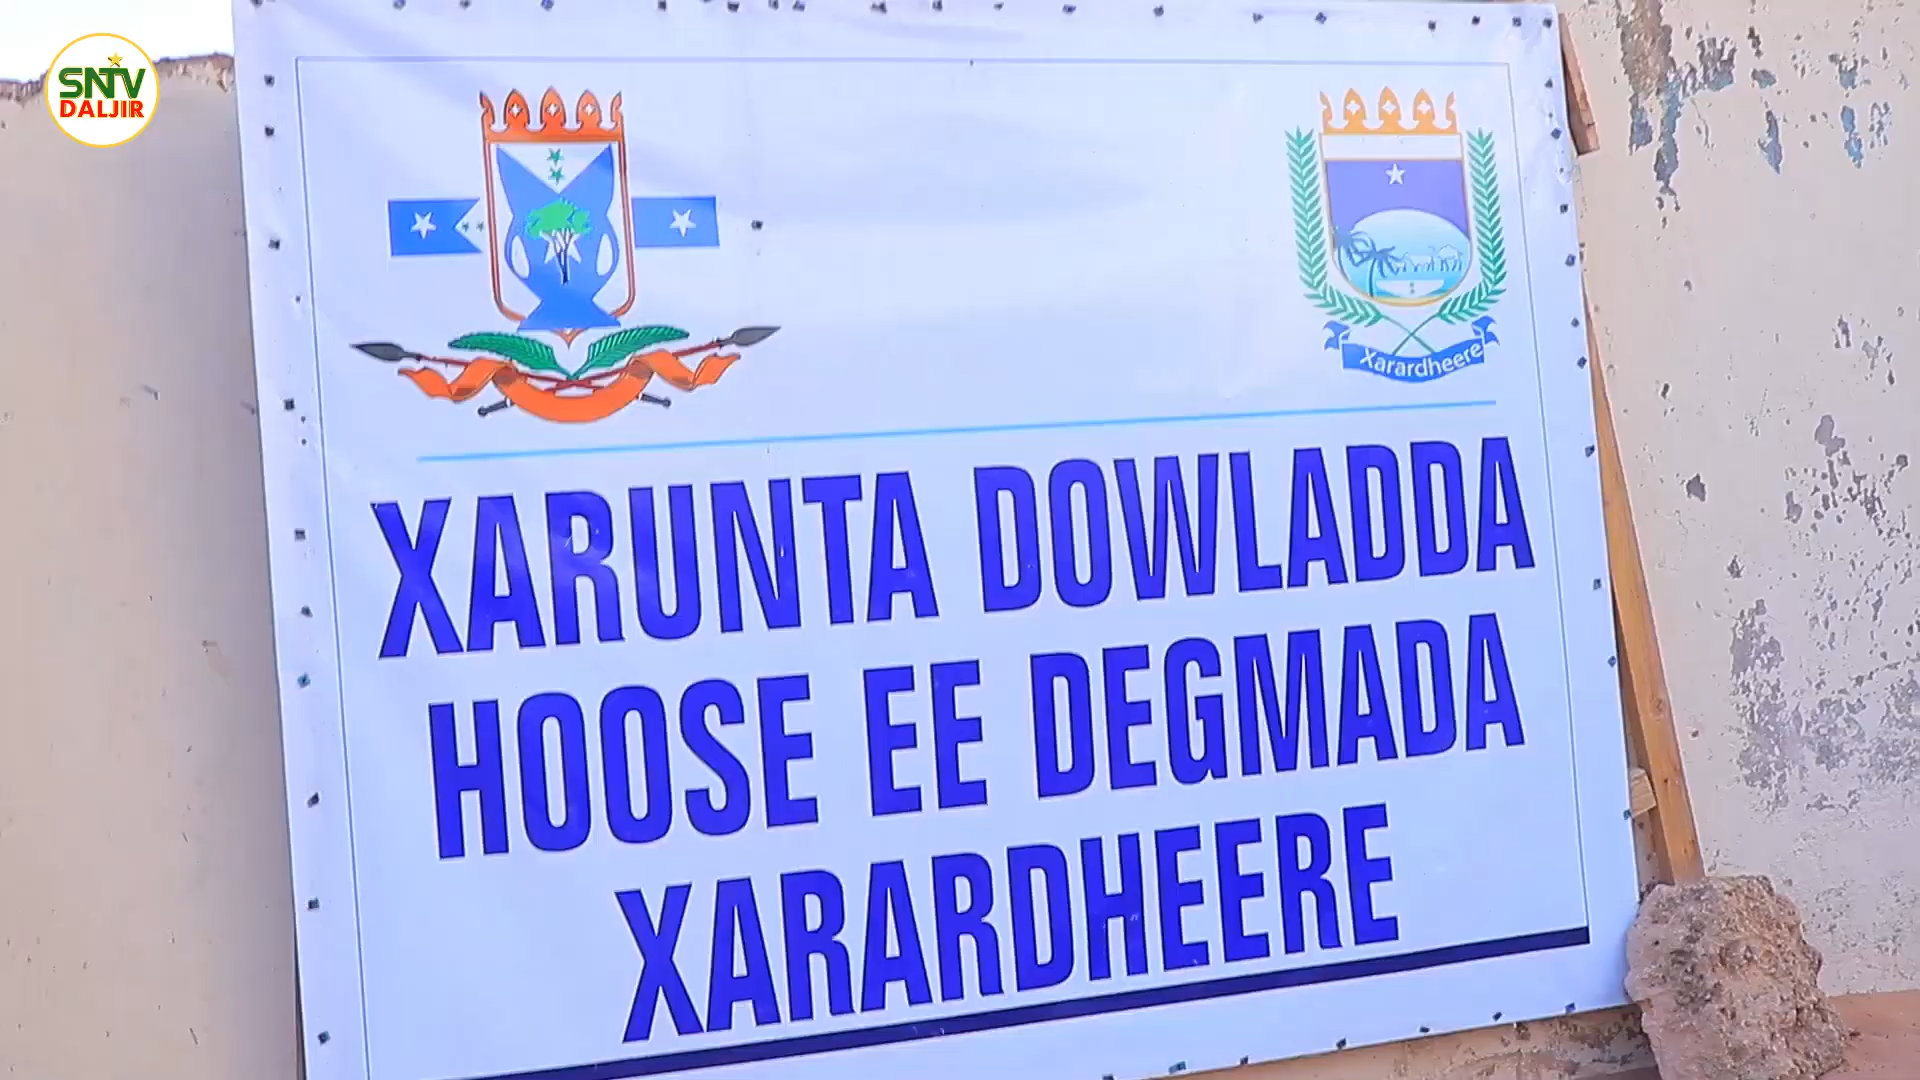 SNTV
DALJIR
Xarardheere
XARUNTA DOWLADDA
HOOSE EE DEGMADA
XARARDHEERE